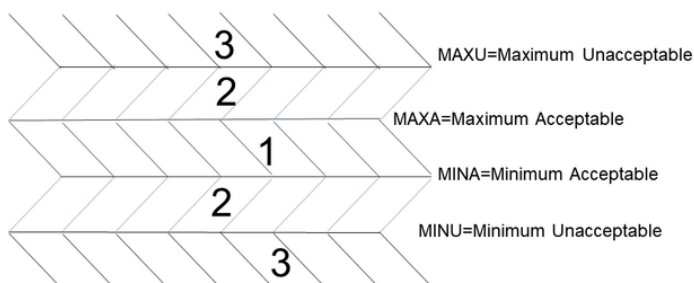 3
MAXU=Maximum Unacceptable
2
MAXA=Maximum Acceptable
1
MINA=Minimum Acceptable
2
MINU=Minimum Unacceptable
3